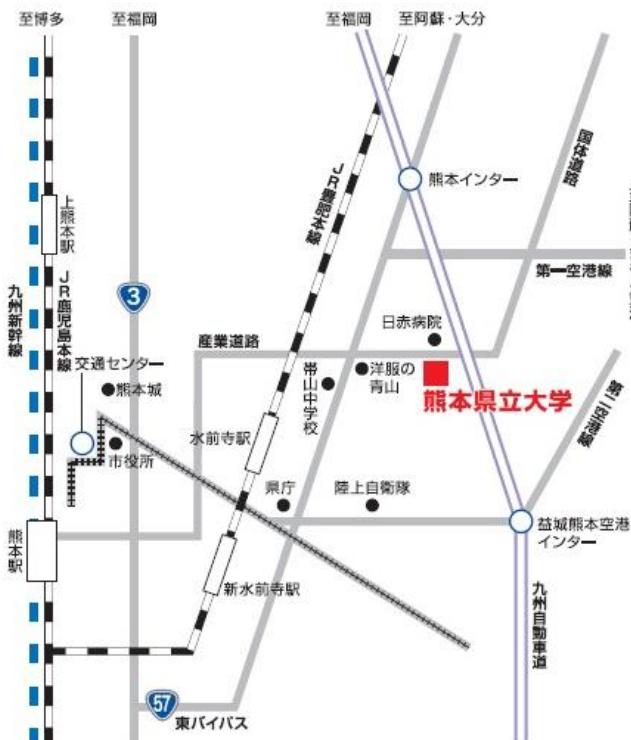 至博多
至福岡
至福岡
至阿蘇・大分
国体道路
熊本インター
JR豊肥本線
上熊本駅
第一空港線
九州新幹線
JR鹿児島本線
3
日赤病院
産業道路
交通センター
熊本城
帯山中学校
洋服の
青山
熊本県立大学
第二空港線
水前寺駅
市役所
県庁
陸上自衛隊
熊本駅
益城熊本空港
インター
新水前寺駅
九州自動車道
57
東バイパス